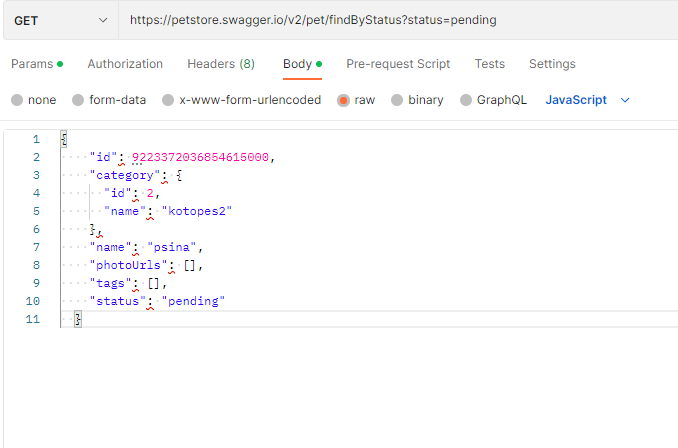 GET https://petstore.swagger.io/v2/pet/findByStatus?status=pending
Params Authorization Headers (8) Body Pre-request Script Tests Settings
none form-data x-www-form-urlencoded raw binary GraphQL JavaScript
1 {
2 "id": 9223372036854615000,
3 "category": {
4 "id": 2,
5 "name": "kotopes2"
6 },
7 "name": "psina",
8 "photoUrls": [],
9 "tags": [],
10 "status": "pending"
11 }